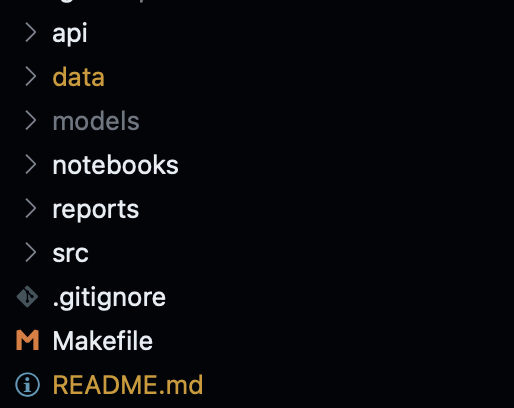 api
data
models
notebooks
reports
src
.gitignore
Makefile
README.md